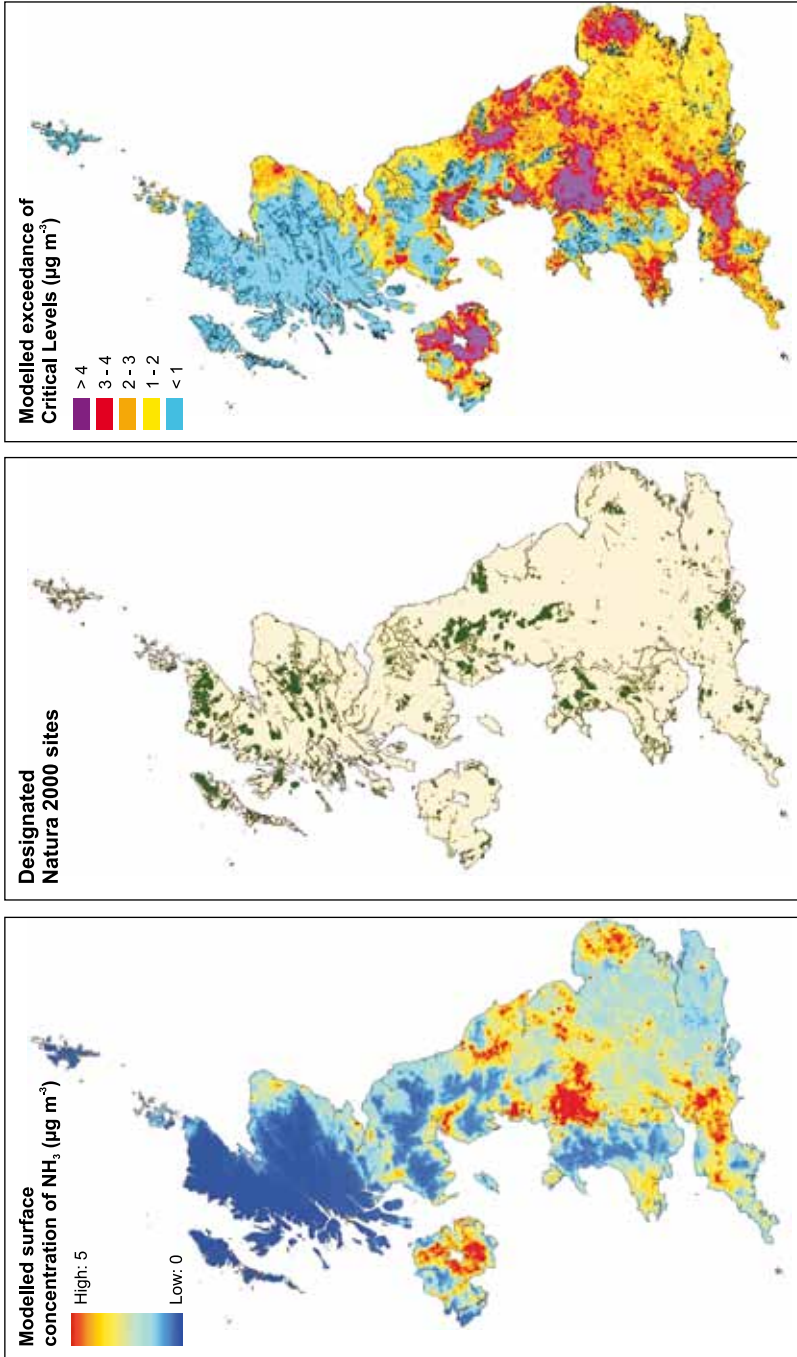 Modelled surface
concentration of NH₃ (µg m⁻³)
High: 5
Low: 0
Designated
Natura 2000 sites
Modelled exceedance of
Critical Levels (µg m⁻³)
> 4
3 - 4
2 - 3
1 - 2
< 1